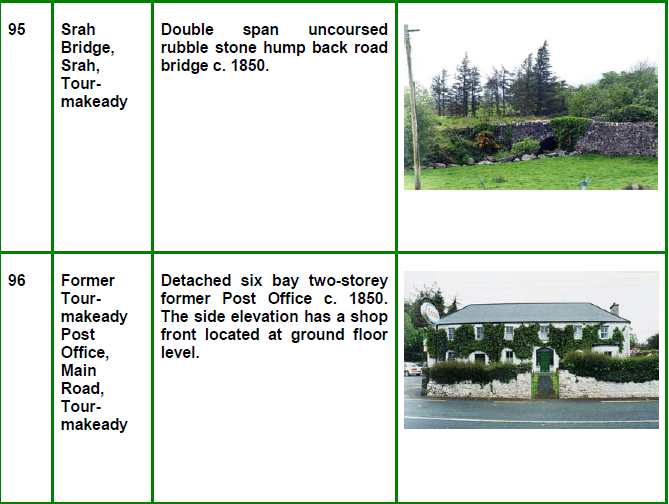 95
Srah
Bridge,
Srah,
Tour-
makeady
Double span uncoursed
rubble stone hump back road
bridge c. 1850.
96
Former
Tour-
makeady
Post
Office,
Main
Road,
Tour-
makeady
Detached six bay two-storey
former Post Office c. 1850.
The side elevation has a shop
front located at ground floor
level.